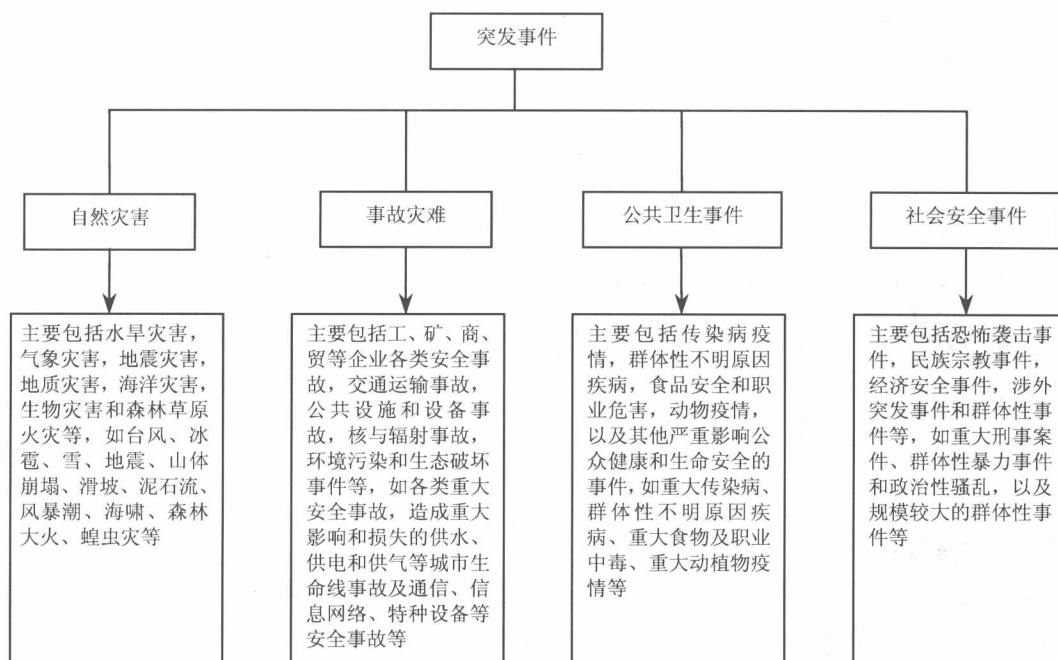 突发事件
自然灾害
事故灾难
公共卫生事件
社会安全事件
主要包括水旱灾害，
气象灾害，地震灾害，
地质灾害，海洋灾害，
生物灾害和森林草原
火灾等，如台风、冰
雹、雪、地震、山体
崩塌、滑坡、泥石流、
风暴潮、海啸、森林
大火、蝗虫灾等
主要包括工、矿、商、
贸等企业各类安全事
故，交通运输事故，
公共设施和设备事
故，核与辐射事故，
环境污染和生态破坏
事件等，如各类重大
安全事故，造成重大
影响和损失的供水、
供电和供气等城市生
命线事故及通信、信
息网络、特种设备等
安全事故等
主要包括传染病疫
情，群体性不明原因
疾病，食品安全和职
业危害，动物疫情，
以及其他严重影响公
众健康和生命安全的
事件，如重大传染病、
群体性不明原因疾
病、重大食物及职业
中毒、重大动植物疫
情等
主要包括恐怖袭击事
件，民族宗教事件，
经济安全事件，涉外
突发事件和群体性事
件等，如重大刑事案
件、群体性暴力事件
和政治性骚乱，以及
规模较大的群体性事
件等